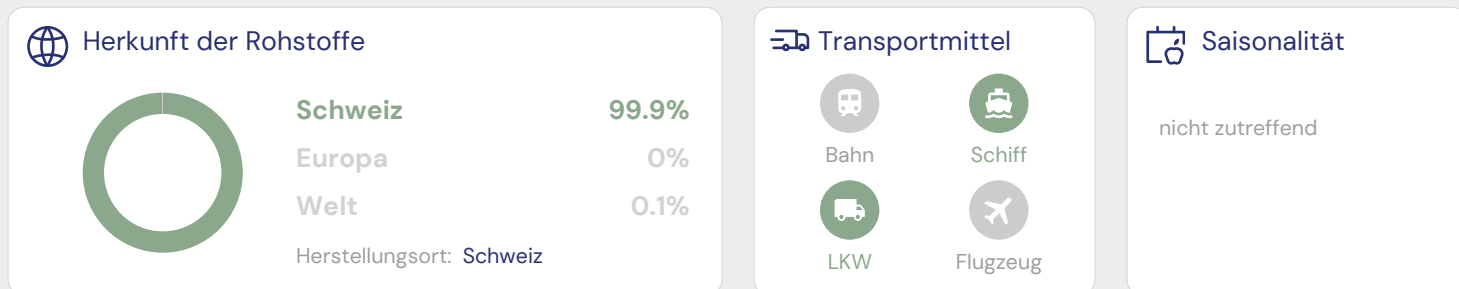 Herkunft der Rohstoffe
Schweiz 99.9%
Europa 0%
Welt 0.1%
Herstellungsort: Schweiz
Transportmittel
Bahn Schiff
LKW Flugzeug
Saisonalität
nicht zutreffend